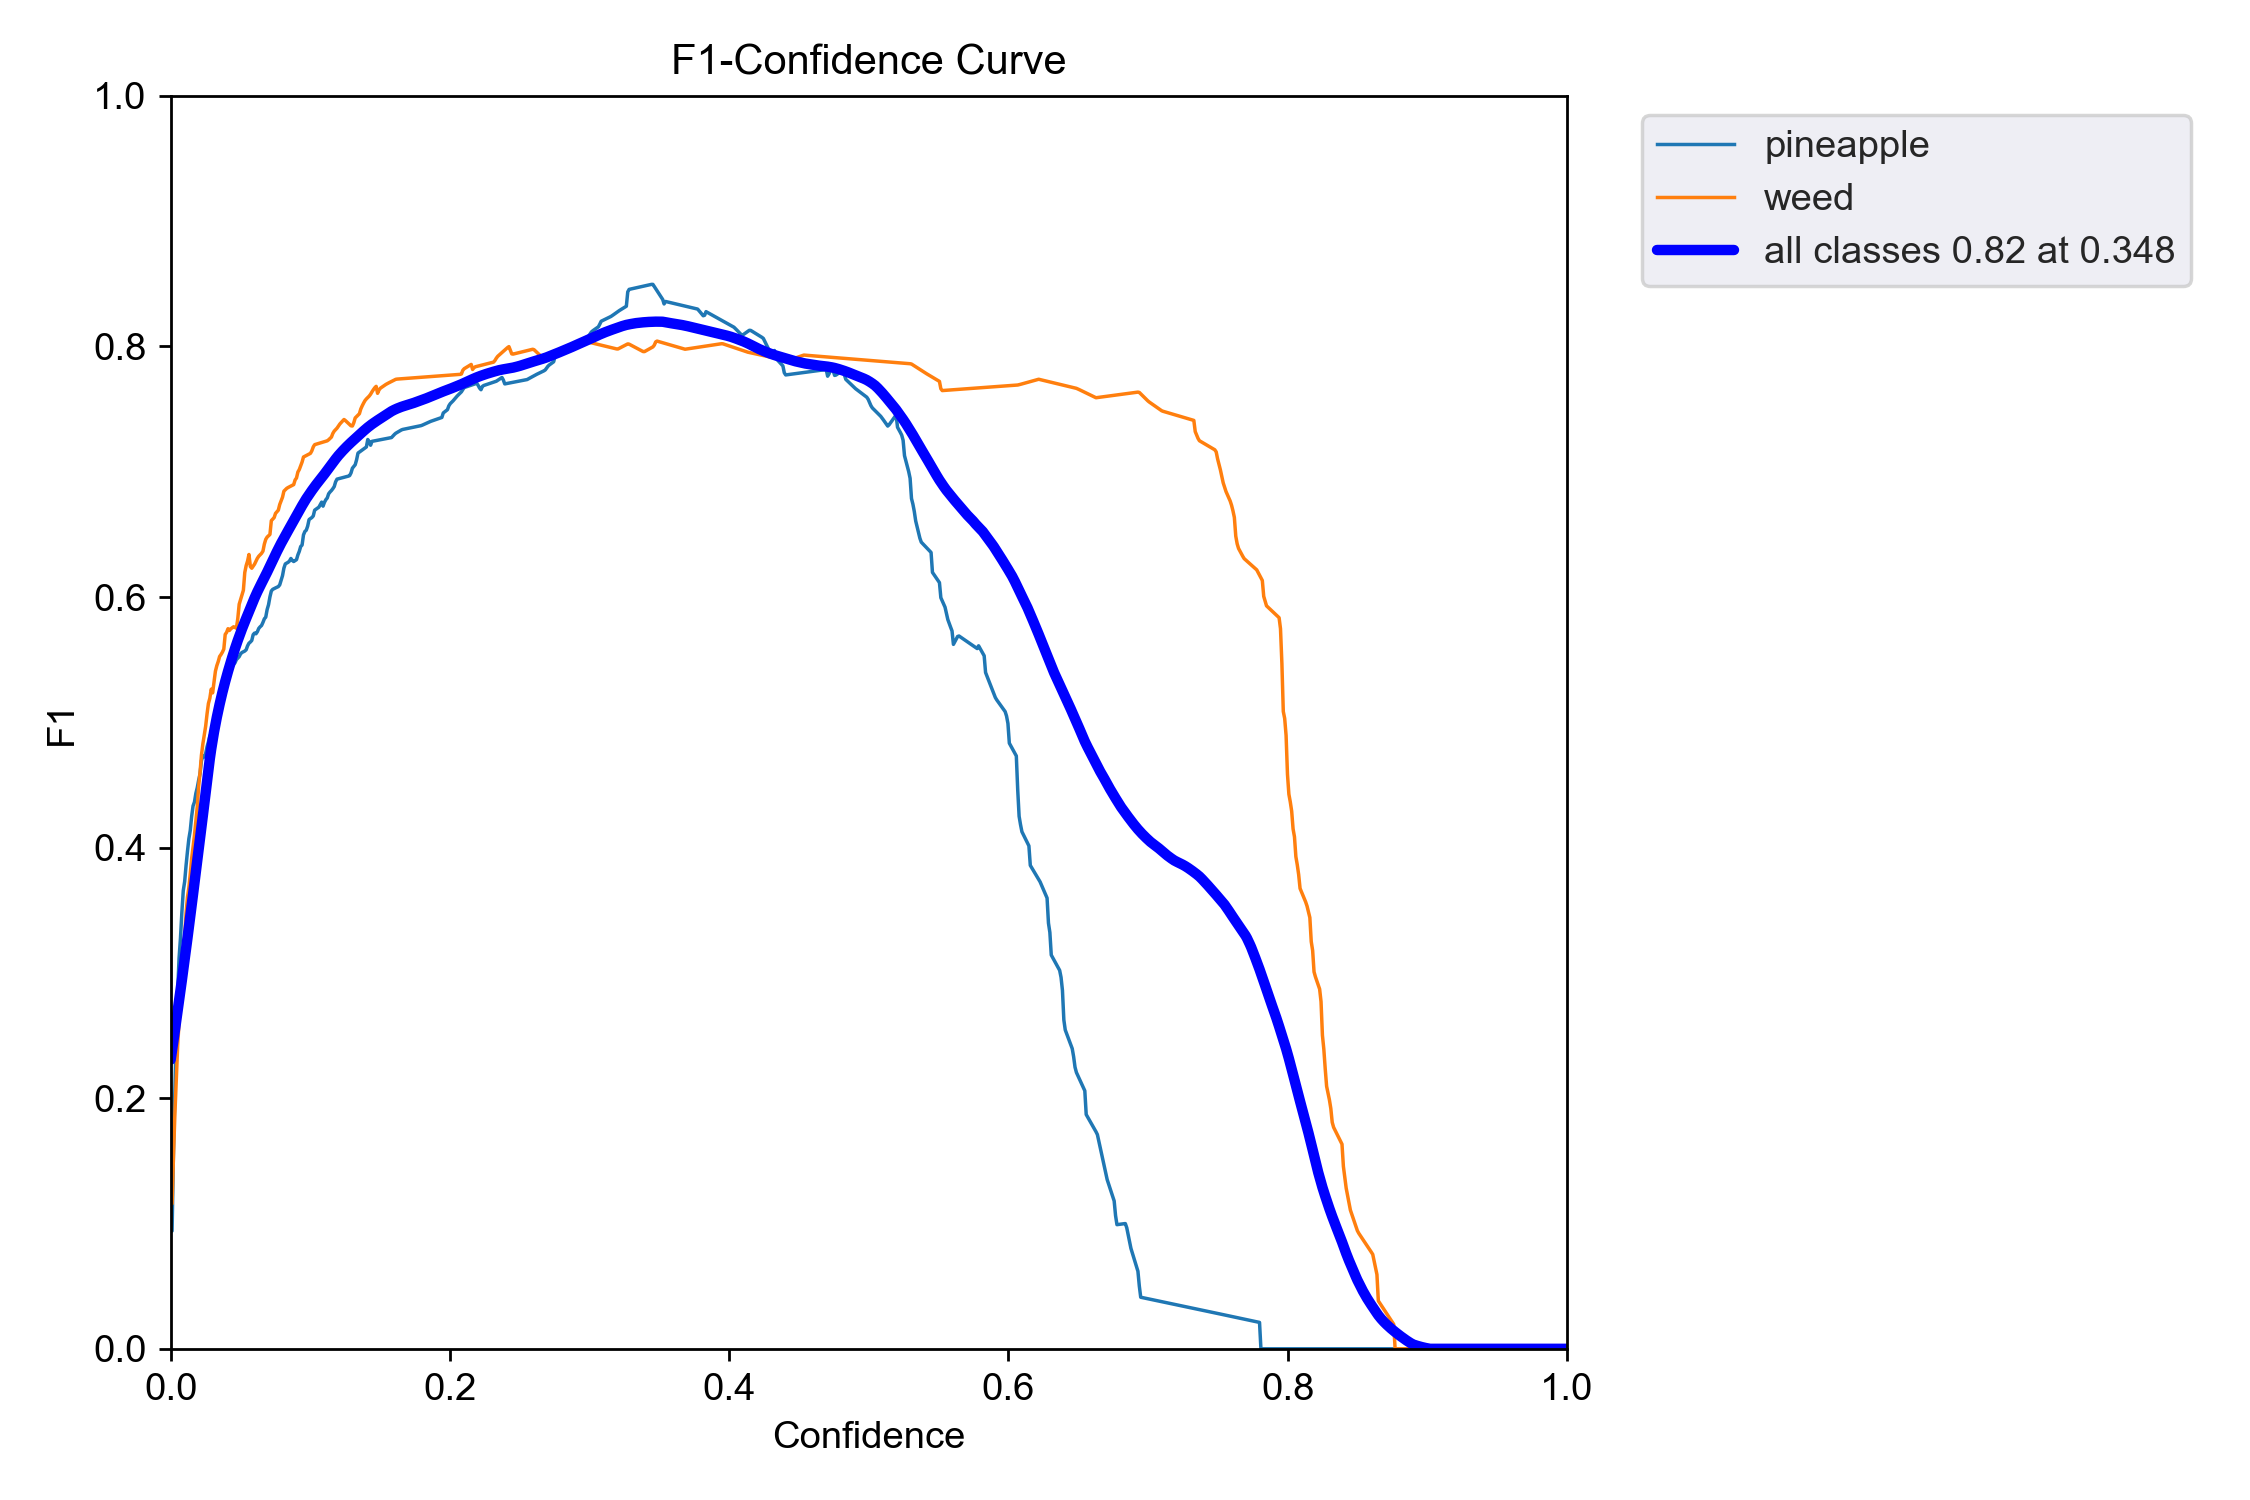 F1-Confidence Curve
1.0
0.8
0.6
0.4
0.2
0.0
F1
0.0 0.2 0.4 0.6 0.8 1.0
Confidence
pineapple
weed
all classes 0.82 at 0.348